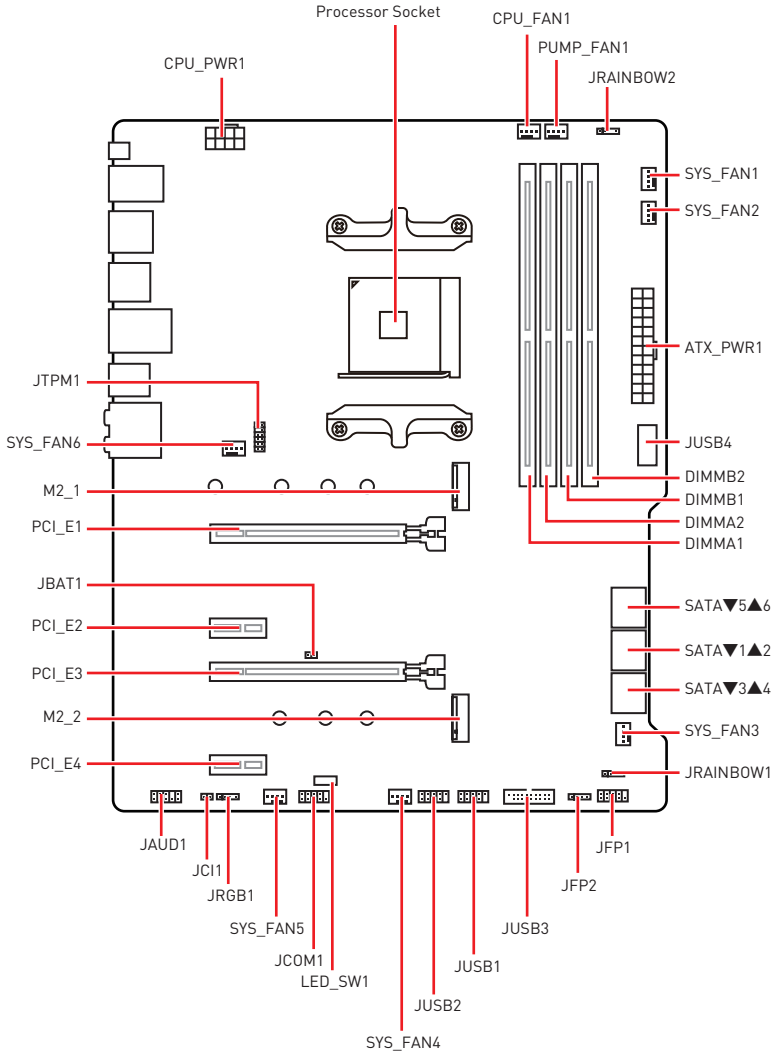 Processor Socket
CPU_FAN1
PUMP_FAN1
CPU_PWR1
JRAINBOW2
SYS_FAN1
SYS_FAN2
ATX_PWR1
JTPM1
SYS_FAN6
JUSB4
DIMMB2
M2_1
DIMMB1
PCI_E1
DIMMA2
DIMMA1
JBAT1
SATA▼5▲6
PCI_E2
SATA▼1▲2
PCI_E3
SATA▼3▲4
M2_2
SYS_FAN3
PCI_E4
JRAINBOW1
JAUD1
JFP1
JCI1
JFP2
JRGB1
SYS_FAN5
JUSB3
JCOM1
JUSB1
LED_SW1
JUSB2
SYS_FAN4